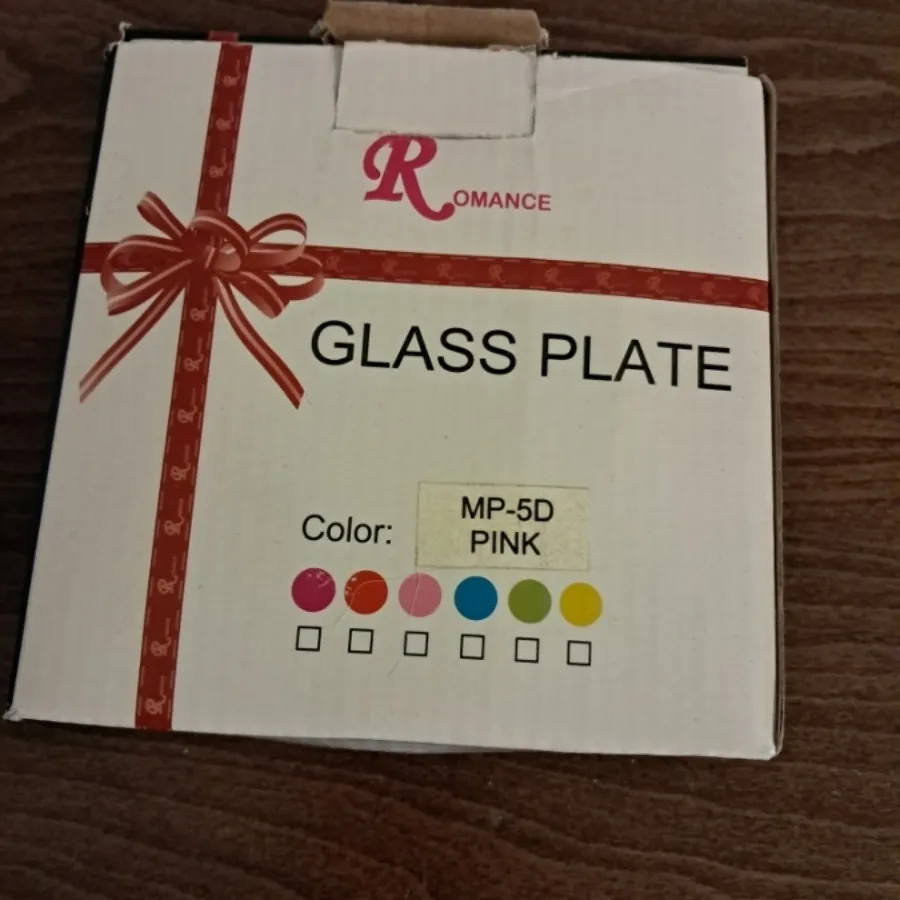 ROMANCE
GLASS PLATE
Color:
MP-5D
PINK